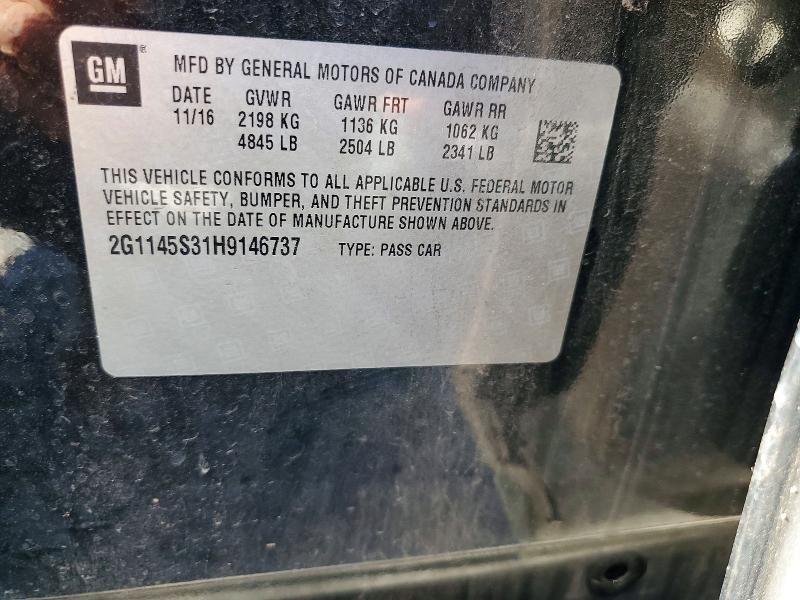 GM ® MFD BY GENERAL MOTORS OF CANADA COMPANY
DATE GVWR GAWR FRT GAWR RR
11/16 2198 KG 1136 KG 1062 KG
4845 LB 2504 LB 2341 LB
THIS VEHICLE CONFORMS TO ALL APPLICABLE U.S. FEDERAL MOTOR
VEHICLE SAFETY, BUMPER, AND THEFT PREVENTION STANDARDS IN
EFFECT ON THE DATE OF MANUFACTURE SHOWN ABOVE.
2G1145S31H9146737 TYPE: PASS CAR